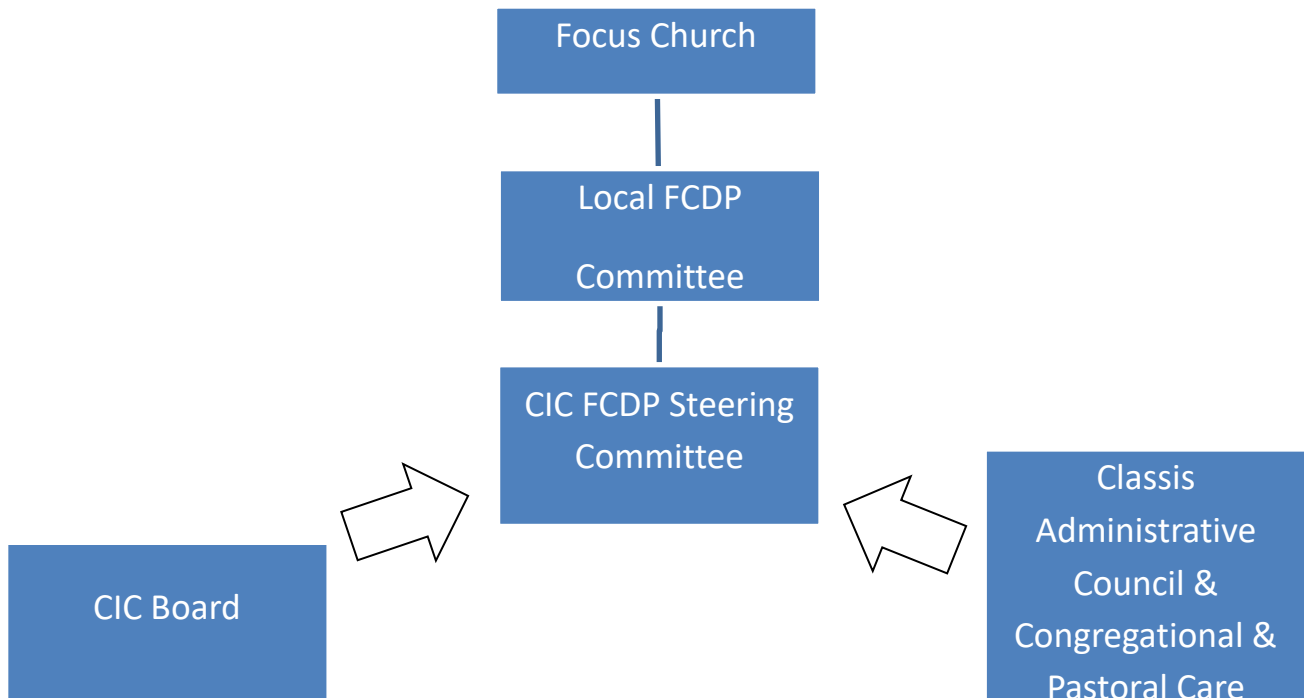 Focus Church
Local FCDP
Committee
CIC FCDP Steering
Committee
CIC Board
Classis
Administrative
Council &
Congregational &
Pastoral Care